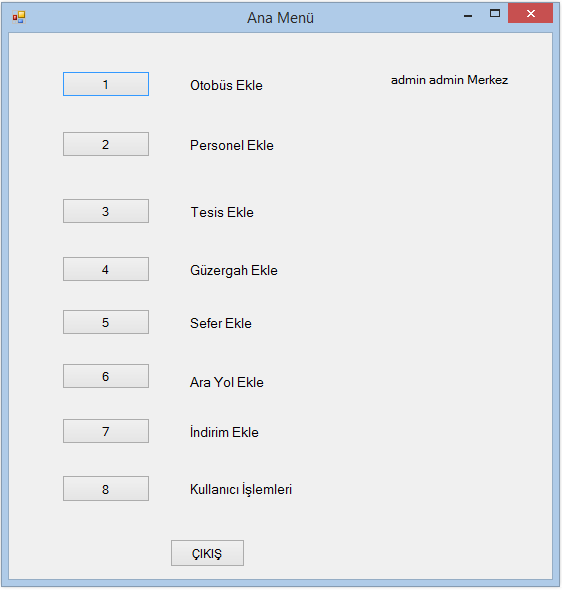 Ana Menü
1 Otobüs Ekle admin admin Merkez
2 Personel Ekle
3 Tesis Ekle
4 Güzergah Ekle
5 Sefer Ekle
6 Ara Yol Ekle
7 İndirim Ekle
8 Kullanıcı İşlemleri
ÇIKIŞ